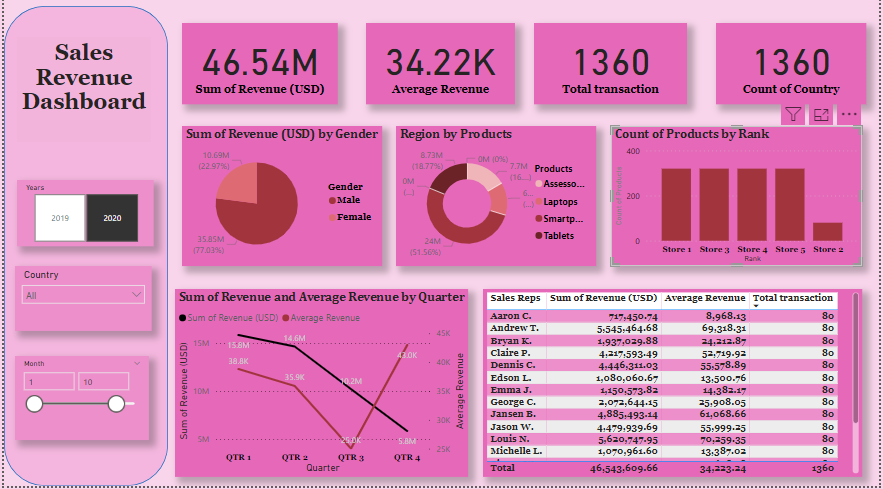 Sales
Revenue
Dashboard
46.54M
Sum of Revenue (USD)
34.22K
Average Revenue
1360
Total transaction
1360
Count of Country
Years
2019
2020
Country
All
Month
1
10
Sum of Revenue (USD) by Gender
10.69M
(22.97%)
35.85M
(77.03%)
Gender
Male
Female
Region by Products
8.73M
(18.77%)
0M (0%)
7.7M
(16...)
0M
(...)
6...
(...)
24M
(51.56%)
Products
Assesso...
Laptops
Smartp...
Tablets
Count of Products by Rank
Count of Products
400
200
0
Store 1 Store 3 Store 4 Store 5 Store 2
Rank
Sum of Revenue and Average Revenue by Quarter
Sum of Revenue (USD) Average Revenue
Sum of Revenue (USD)
15M
10M
5M
15.8M
14.6M
10.2M
5.8M
38.8K
35.9K
25.0K
43.0K
45K
40K
35K
30K
25K
Average Revenue
QTR 1 QTR 2 QTR 3 QTR 4
Quarter
Sales Reps Sum of Revenue (USD) Average Revenue Total transaction
Aaron C. 717,450.74 8,968.13 80
Andrew T. 5,545,464.68 69,318.31 80
Bryan K. 1,937,029.88 24,212.87 80
Claire P. 4,217,593.49 52,719.92 80
Dennis C. 4,446,311.03 55,578.89 80
Edson L. 1,080,060.67 13,500.76 80
Emma J. 1,150,573.82 14,382.17 80
George C. 2,072,644.15 25,908.05 80
Jansen B. 4,885,493.14 61,068.66 80
Jason W. 4,479,939.69 55,999.25 80
Louis N. 5,620,747.95 70,259.35 80
Michelle L. 1,070,961.60 13,387.02 80
Total 46,543,609.66 34,223.24 1360